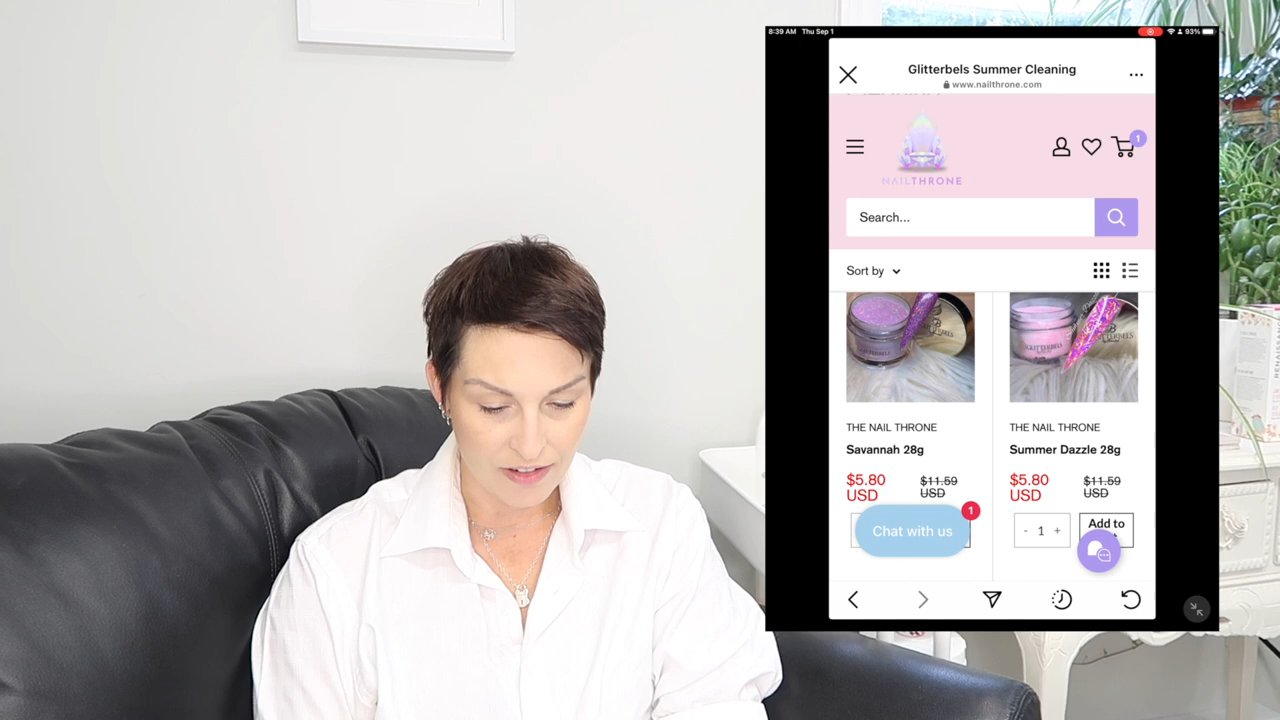 8:39 AM Thu Sep 1
93%
Glitterbels Summer Cleaning
www.nailthrone.com
1
NAILTHRONE
Search...
Sort by
GLITTERBELS
THE NAIL THRONE
THE NAIL THRONE
Savannah 28g
Summer Dazzle 28g
$5.80
USD
$11.59
USD
$5.80
USD
$11.59
USD
1
Chat with us
- 1 +
Add to
RENAISSA